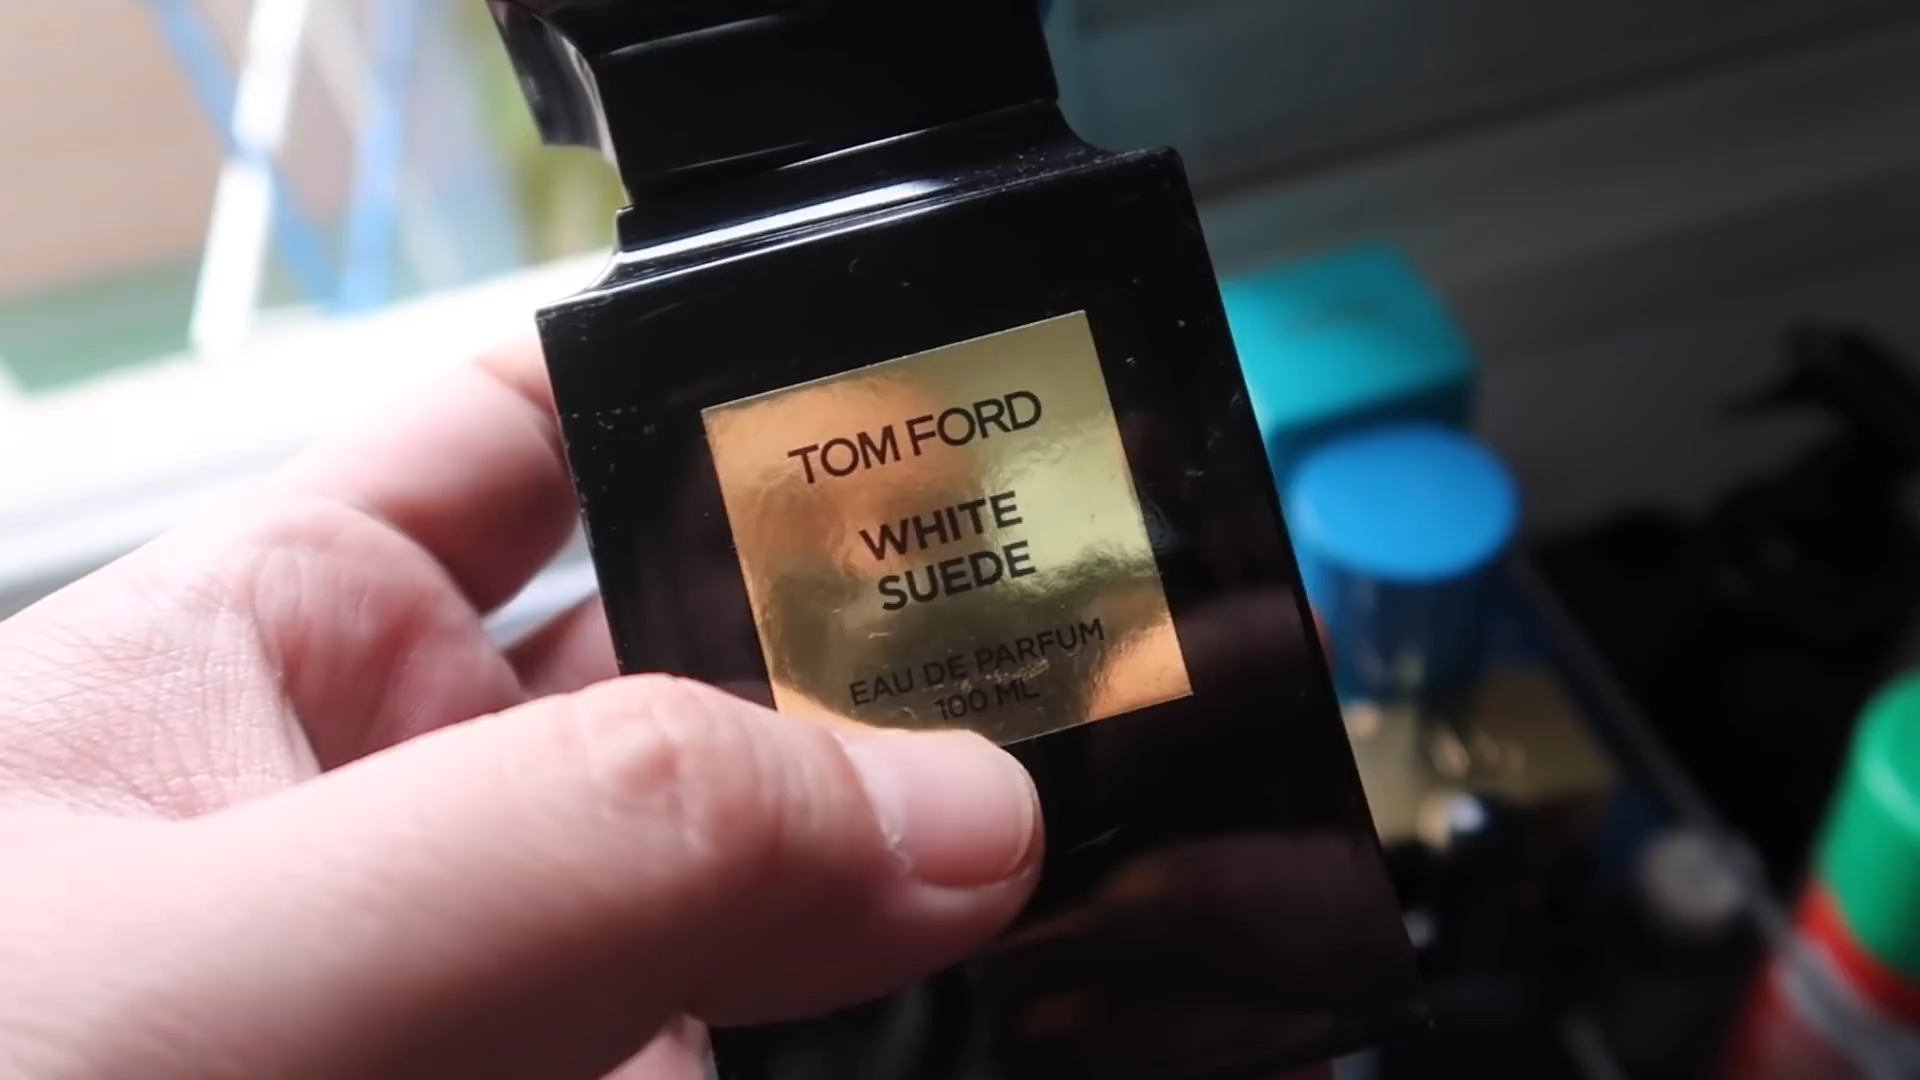 TOM FORD
WHITE
SUEDE
EAU DE PARFUM
100 ML